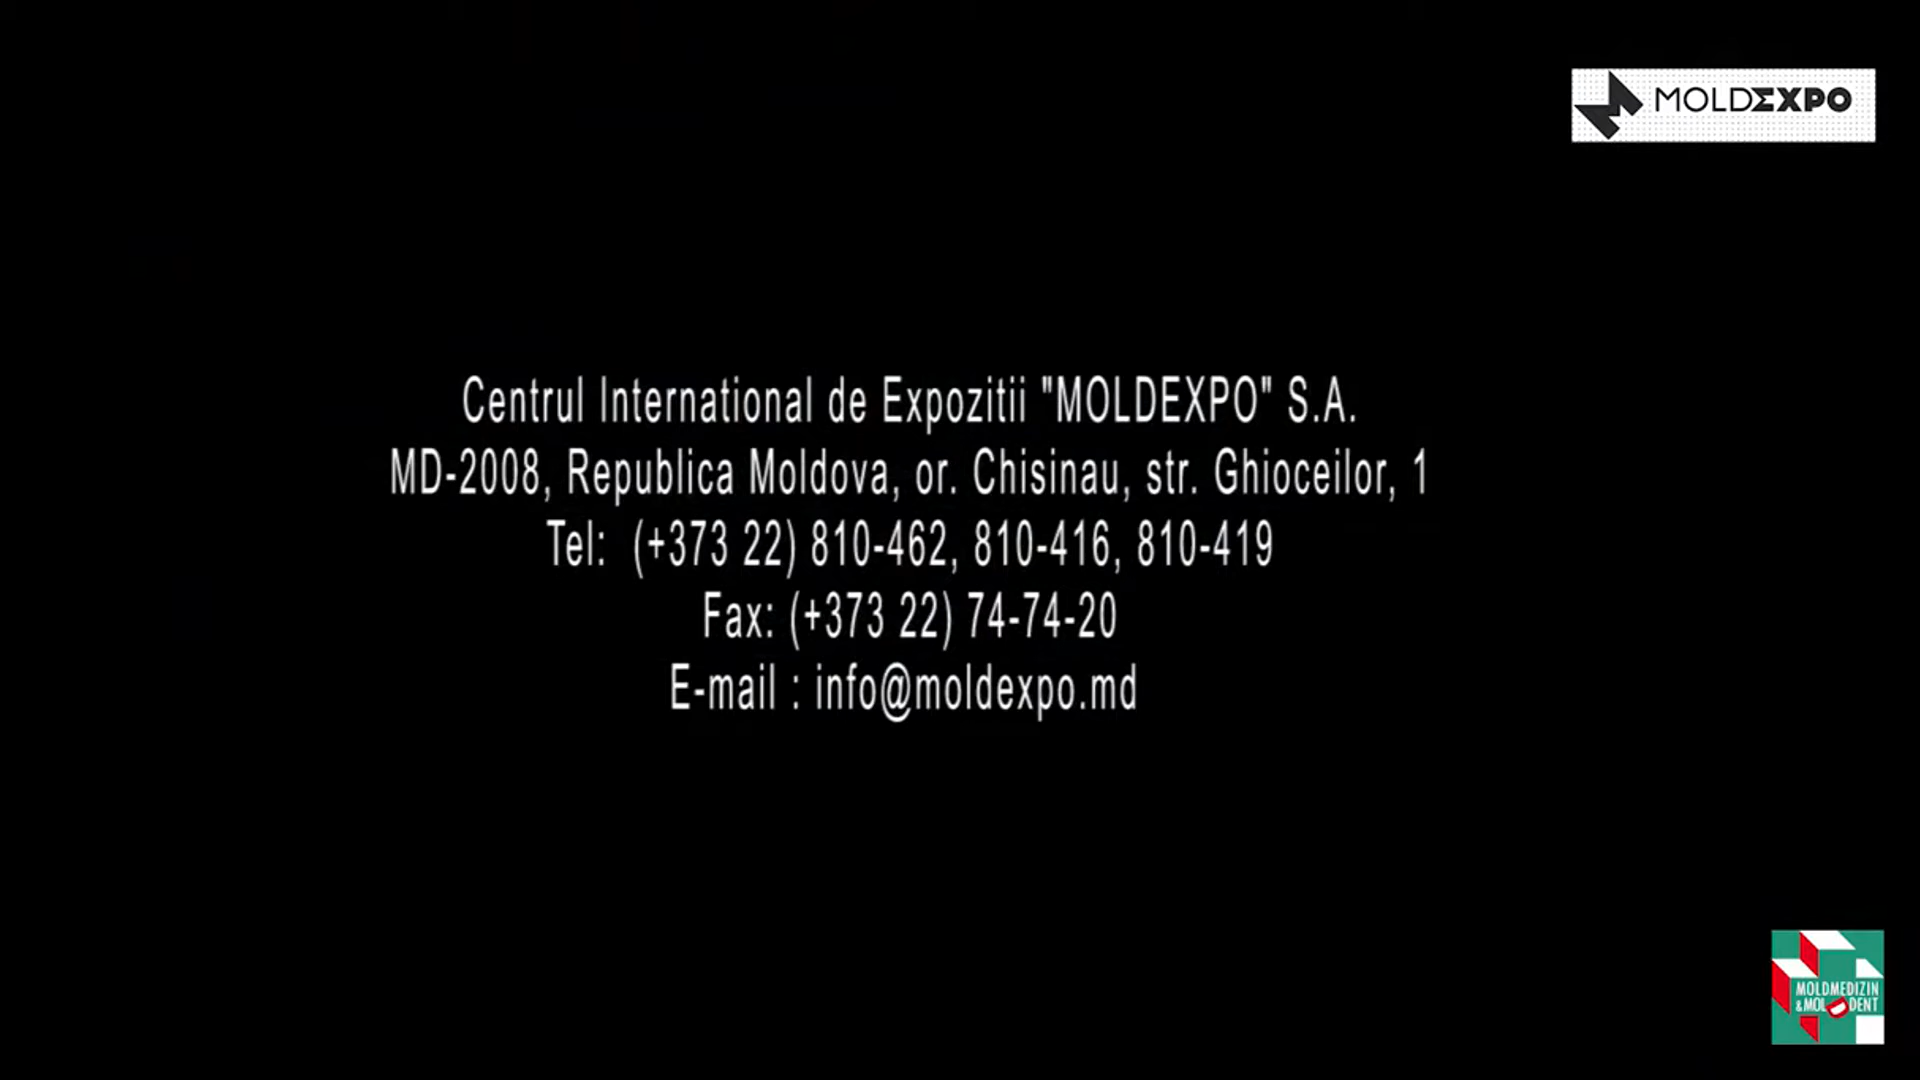 MOLDEXPO
Centrul International de Expozitii "MOLDEXPO" S.A.
MD-2008, Republica Moldova, or. Chisinau, str. Ghioceilor, 1
Tel:  (+373 22) 810-462, 810-416, 810-419
Fax: (+373 22) 74-74-20
E-mail : info@moldexpo.md
MOLDMEDIZIN
&MOLDDENT